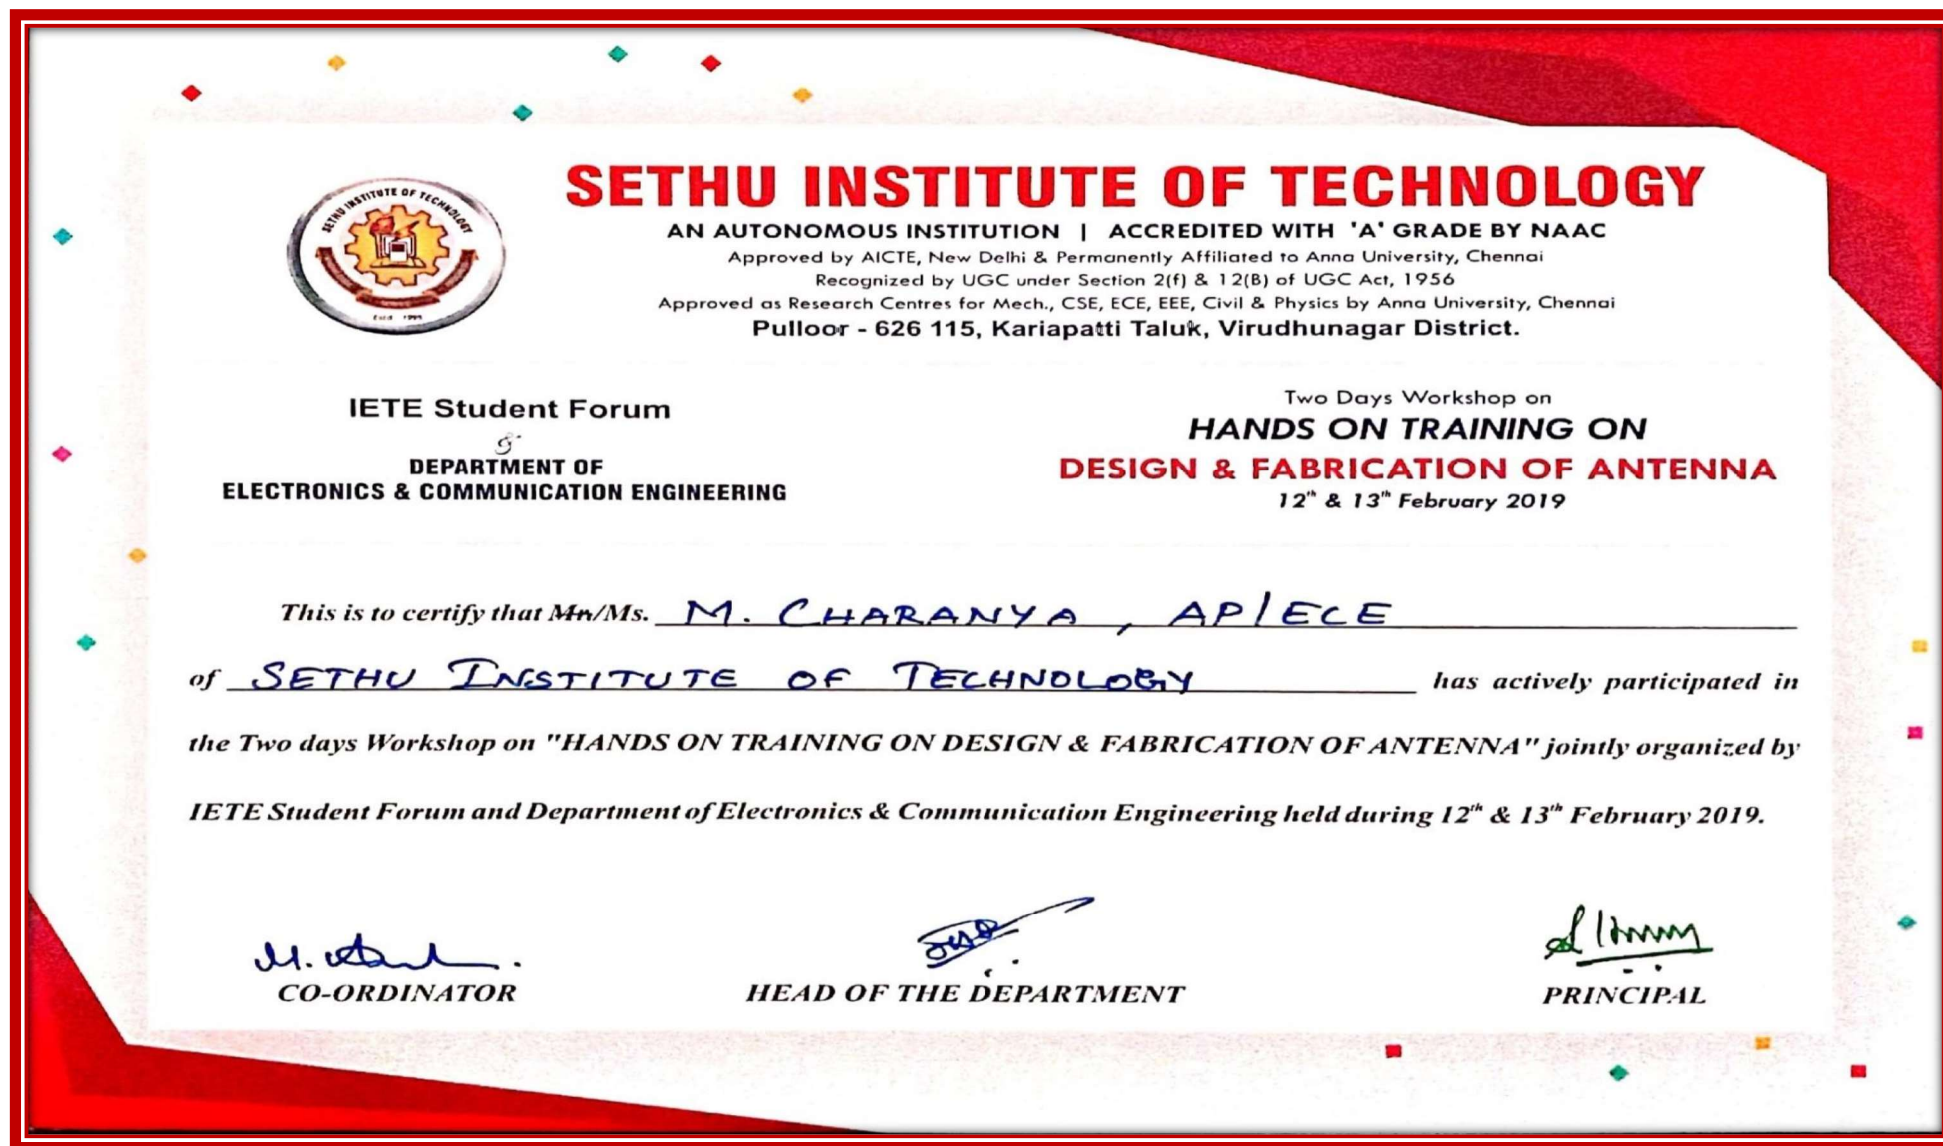 SETHU INSTITUTE OF TECHNOLOGY
SETHU INSTITUTE OF TECHNOLOGY
Estd 1995
AN AUTONOMOUS INSTITUTION | ACCREDITED WITH 'A' GRADE BY NAAC
Approved by AICTE, New Delhi & Permanently Affiliated to Anna University, Chennai
Recognized by UGC under Section 2(f) & 12(B) of UGC Act, 1956
Approved as Research Centres for Mech., CSE, ECE, EEE, Civil & Physics by Anna University, Chennai
Pulloor - 626 115, Kariapatti Taluk, Virudhunagar District.
IETE Student Forum
&
DEPARTMENT OF
ELECTRONICS & COMMUNICATION ENGINEERING
Two Days Workshop on
HANDS ON TRAINING ON
DESIGN & FABRICATION OF ANTENNA
12th & 13th February 2019
This is to certify that Mr/Ms. M. CHARANYA, AP/ECE
of SETHU INSTITUTE OF TECHNOLOGY has actively participated in
the Two days Workshop on "HANDS ON TRAINING ON DESIGN & FABRICATION OF ANTENNA" jointly organized by
IETE Student Forum and Department of Electronics & Communication Engineering held during 12th & 13th February 2019.
CO-ORDINATOR
HEAD OF THE DEPARTMENT
PRINCIPAL